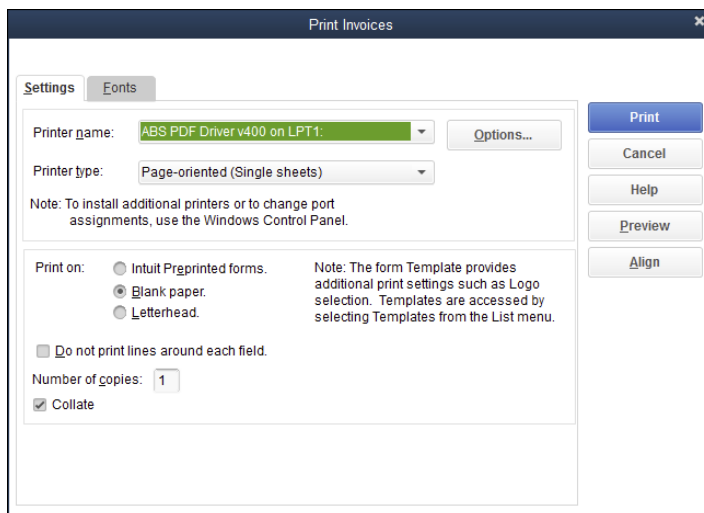 Print Invoices
Settings
Fonts
Printer name:
ABS PDF Driver v400 on LPT1:
Options...
Printer type:
Page-oriented (Single sheets)
Note: To install additional printers or to change port
assignments, use the Windows Control Panel.
Print on:
Intuit Preprinted forms.
Blank paper.
Letterhead.
Note: The form Template provides
additional print settings such as Logo
selection. Templates are accessed by
selecting Templates from the List menu.
Do not print lines around each field.
Number of copies:
1
Collate
Print
Cancel
Help
Preview
Align